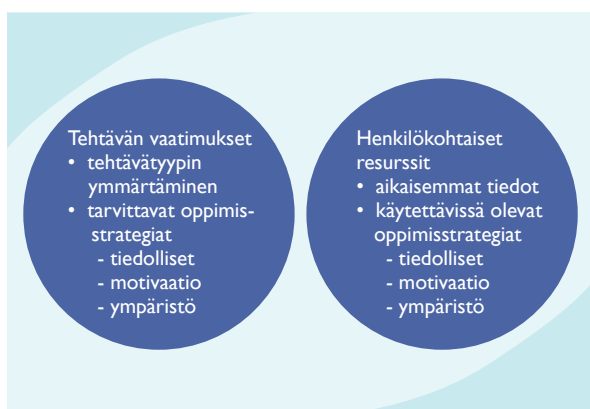 Tehtävän vaatimukset
• tehtävätyypin
ymmärtäminen
• tarvittavat oppimis-
strategiat
- tiedolliset
- motivaatio
- ympäristö
Henkilökohtaiset
resurssit
• aikaisemmat tiedot
• käytettävissä olevat
oppimisstrategiat
- tiedolliset
- motivaatio
- ympäristö